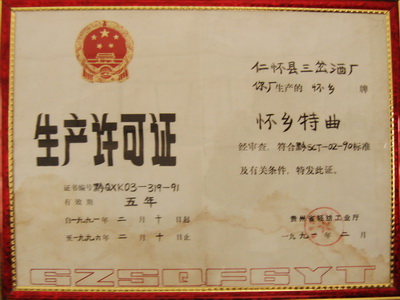 生产许可证
证书编号黔QXK03-319-91
有效期 五年
自一九九一年 二月 十日起
至一九九六年 二月 十日止
仁怀县三岔酒厂
你厂生产的 怀乡 牌
怀乡特曲
经审查，符合黔SCT-02-90标准
及有关条件，特发此证。
贵州省轻纺工业厅
一九九一年 二月
GZSQFGYT